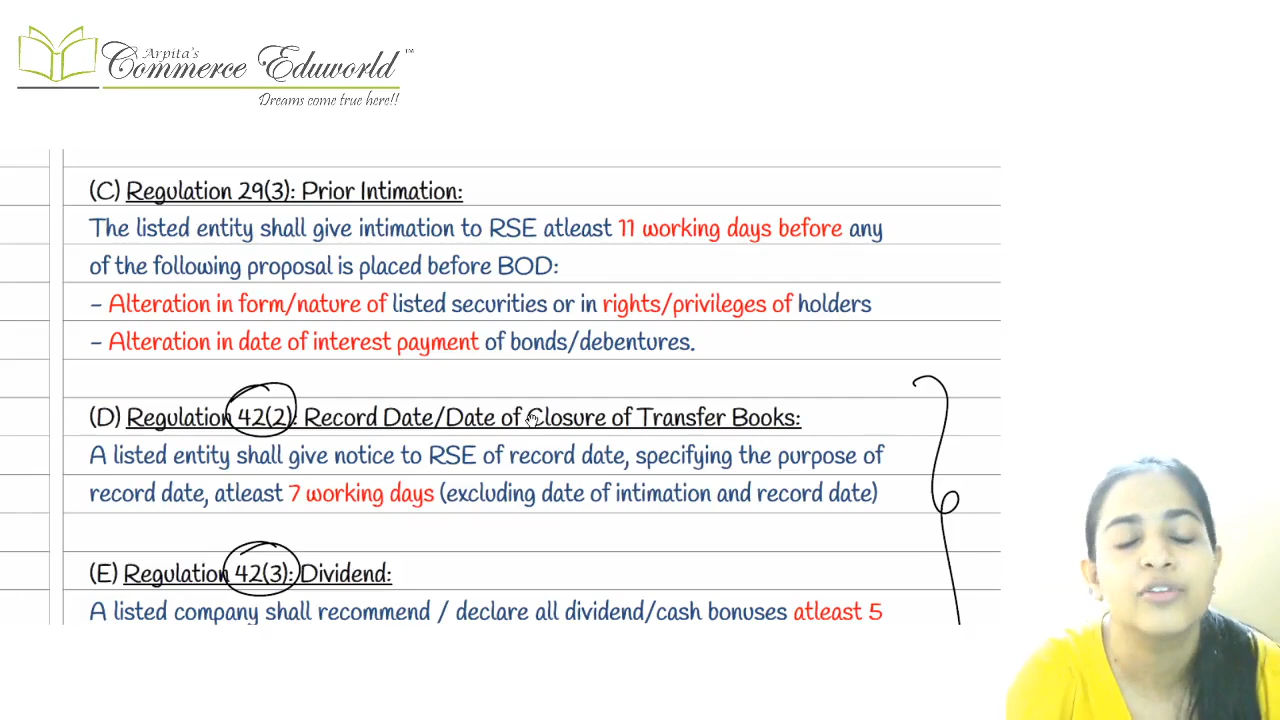 Arpita's
Commerce Eduworld™
Dreams come true here!!
(C) Regulation 29(3): Prior Intimation:
The listed entity shall give intimation to RSE atleast 11 working days before any
of the following proposal is placed before BOD:
- Alteration in form/nature of listed securities or in rights/privileges of holders
- Alteration in date of interest payment of bonds/debentures.
(D) Regulation 42(2): Record Date/Date of Closure of Transfer Books:
A listed entity shall give notice to RSE of record date, specifying the purpose of
record date, atleast 7 working days (excluding date of intimation and record date)
(E) Regulation 42(3): Dividend:
A listed company shall recommend / declare all dividend/cash bonuses atleast 5